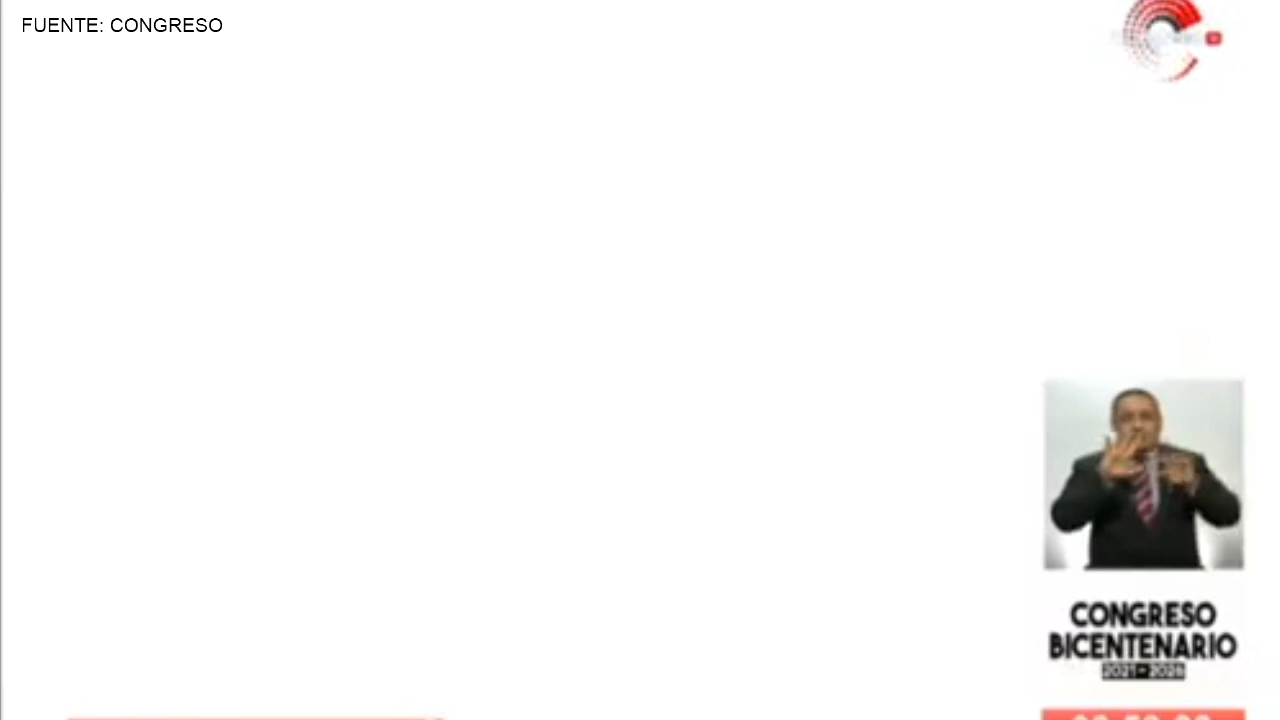 FUENTE: CONGRESO
CONGRESO
BICENTENARIO
2021 - 2026